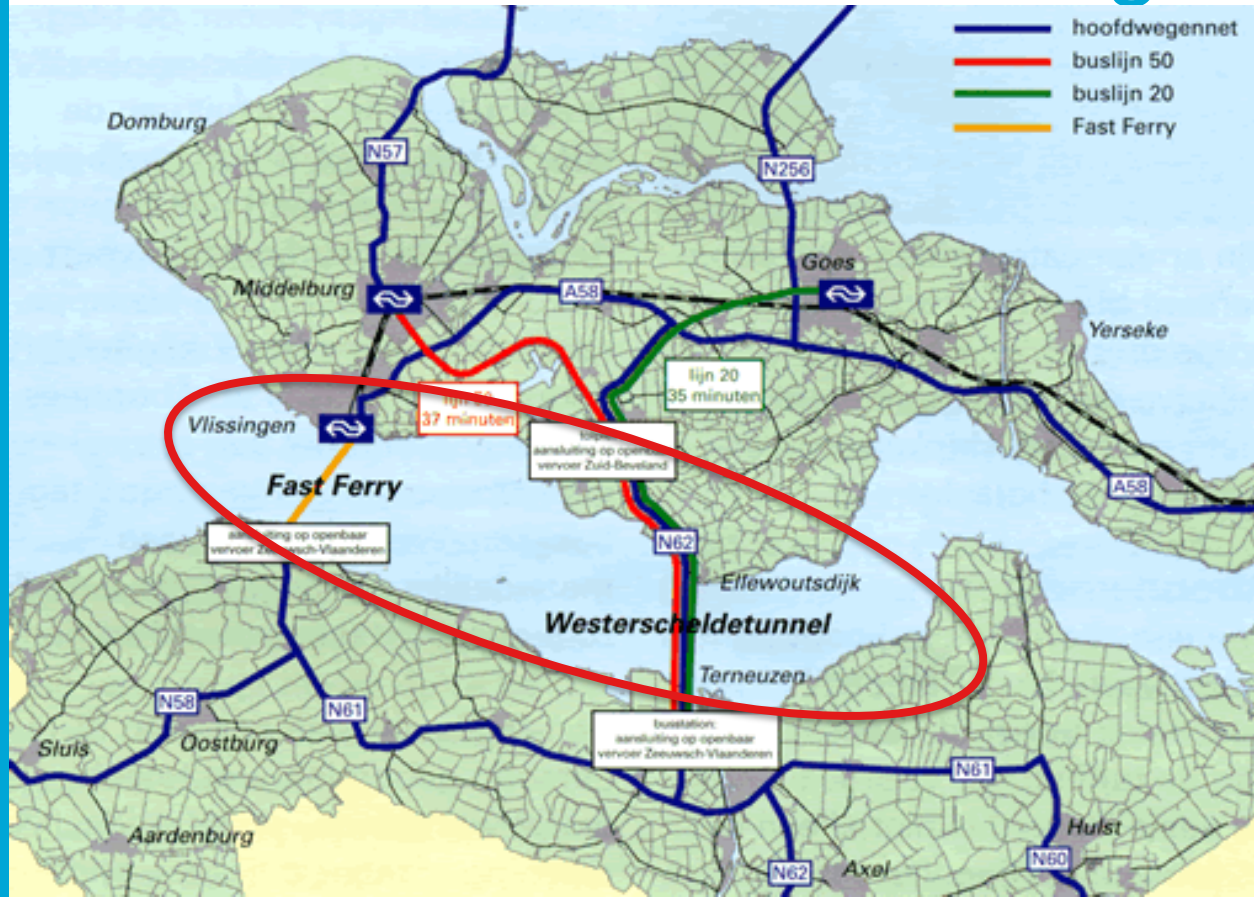 hoofdwegennet
buslijn 50
buslijn 20
Fast Ferry
Domburg
N57
N256
Goes
Middelburg
A58
Yerseke
lijn 20
35 minuten
lijn
37 minuten
Vlissingen
aansluiting op openbaar
vervoer Zuid-Beveland
A58
Fast Ferry
aansluiting op openbaar
vervoer Zeeuwsch-Vlaanderen
N62
Ellewoutsdijk
Westerscheldetunnel
Terneuzen
N58
N61
busstation:
aansluiting op openbaar
vervoer Zeeuwsch-Vlaanderen
Sluis
Oostburg
N61
Aardenburg
Hulst
N60
N62
Axel